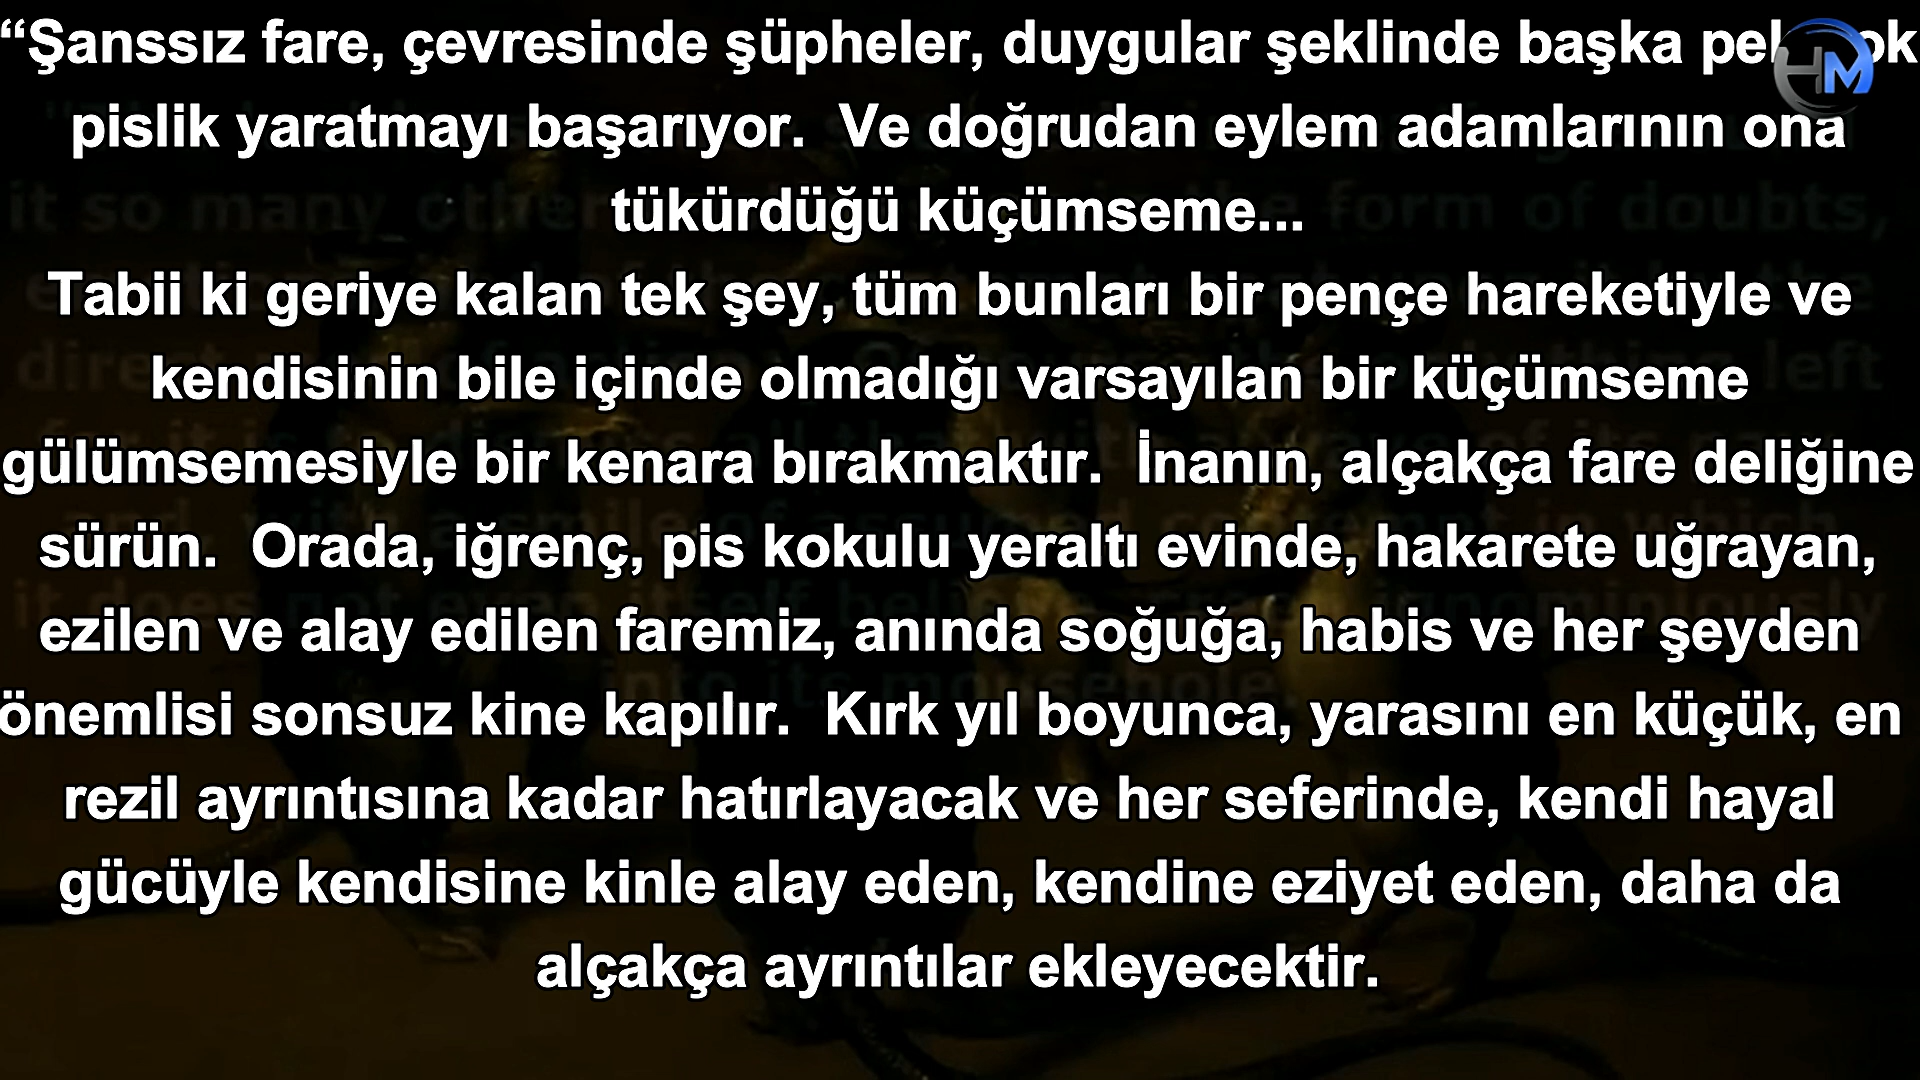 “Şanssız fare, çevresinde şüpheler, duygular şeklinde başka
pislik yaratmayı başarıyor. Ve doğrudan eylem adamlarının ona
tükürdüğü küçümseme...
Tabii ki geriye kalan tek şey, tüm bunları bir pençe hareketiyle ve
kendisinin bile içinde olmadığı varsayılan bir küçümseme
gülümsemesiyle bir kenara bırakmaktır. İnanın, alçakça fare deliğine
sürün. Orada, iğrenç, pis kokulu yeraltı evinde, hakarete uğrayan,
ezilen ve alay edilen faremiz, anında soğuğa, habis ve her şeyden
önemlisi sonsuz kine kapılır. Kırk yıl boyunca, yarasını en küçük, en
rezil ayrıntısına kadar hatırlayacak ve her seferinde, kendi hayal
gücüyle kendisine kinle alay eden, kendine eziyet eden, daha da
alçakça ayrıntılar ekleyecektir.
HM